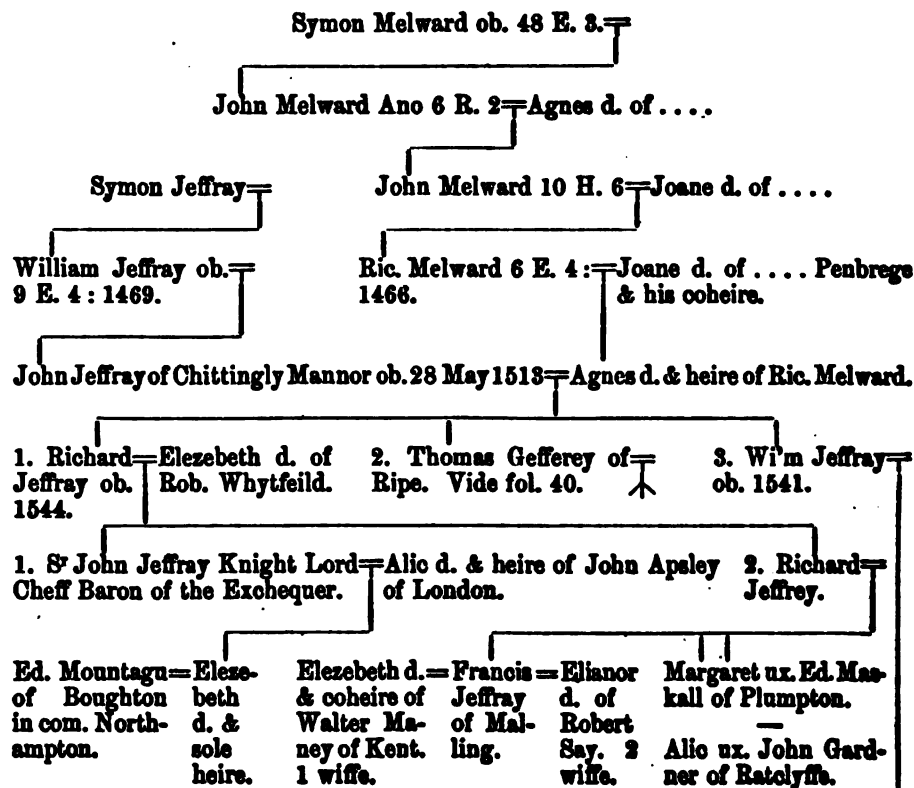 Symon Melward ob. 48 E. 3.
John Melward Ano 6 R. 2=Agnes d. of ....
Symon Jeffray=
John Melward 10 H. 6=Joane d. of ....
William Jeffray ob.=
9 E. 4 : 1469.
Ric. Melward 6 E. 4 :=Joane d. of .... Penbrege
1466.
& his coheire.
John Jeffray of Chittingly Mannor ob. 28 May 1513=Agnes d. & heire of Ric. Melward.
1. Richard=Elezebeth d. of
Jeffray ob. Rob. Whytfeild.
1544.
2. Thomas Gefferey of=
Ripe. Vide fol. 40.
3. Wi'm Jeffray=
ob. 1541.
1. Sr John Jeffray Knight Lord=Alic d. & heire of John Apsley
Cheff Baron of the Exchequer. of London.
2. Richard=
Jeffrey.
Ed. Mountagu=Eleze-
of Boughton beth
in com. North- d. &
ampton. sole
heire.
Elezebeth d.=Francis=Elianor
& coheire of Jeffray d. of
Walter Ma- of Mal- Robert
ney of Kent. ling. Say. 2
1 wiffe. wiffe.
Margaret ux. Ed. Mas-
kall of Plumpton.
—
Alic ux. John Gard-
ner of Ratclyffe.